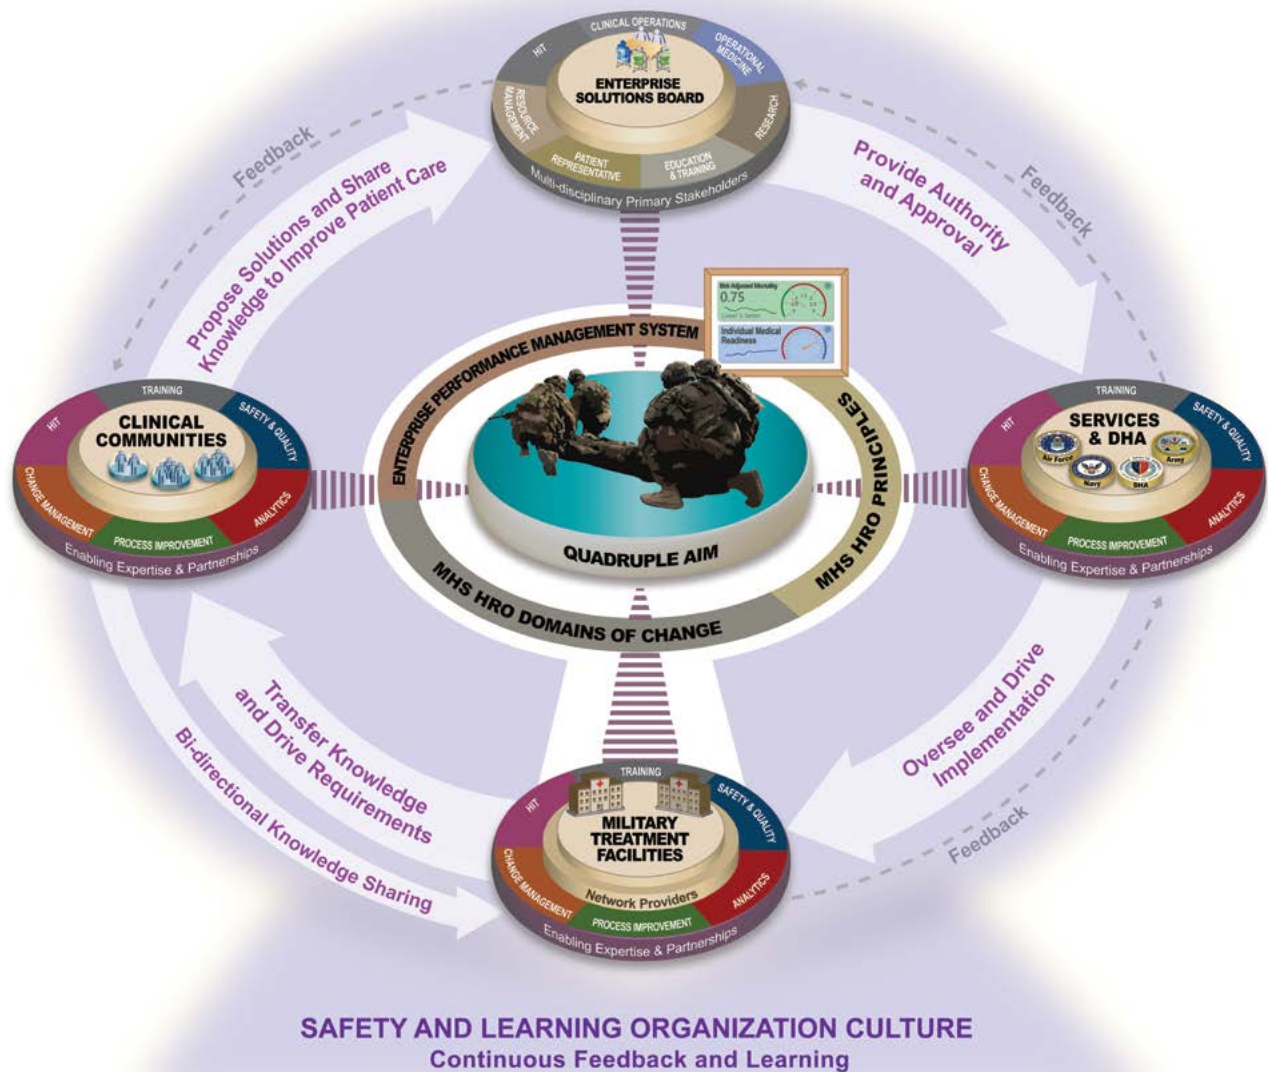 CLINICAL OPERATIONS
HIT
OPERATIONAL
MEDICINE
ENTERPRISE
SOLUTIONS BOARD
RESOURCE
MANAGEMENT
RESEARCH
PATIENT
REPRESENTATIVE
EDUCATION
& TRAINING
Multi-disciplinary Primary Stakeholders
Feedback
Propose Solutions and Share
Knowledge to Improve Patient Care
Provide Authority
and Approval
Feedback
Risk Adjusted Mortality
0.75
Lower is better
Individual Medical
Readiness
ENTERPRISE PERFORMANCE MANAGEMENT SYSTEM
MHS HRO PRINCIPLES
MHS HRO DOMAINS OF CHANGE
QUADRUPLE AIM
TRAINING
HIT
SAFETY & QUALITY
CLINICAL
COMMUNITIES
CHANGE MANAGEMENT
ANALYTICS
PROCESS IMPROVEMENT
Enabling Expertise & Partnerships
TRAINING
HIT
SAFETY & QUALITY
SERVICES
& DHA
Air Force
Army
Navy
DHA
CHANGE MANAGEMENT
ANALYTICS
PROCESS IMPROVEMENT
Enabling Expertise & Partnerships
Transfer Knowledge
and Drive Requirements
Bi-directional Knowledge Sharing
Oversee and Drive
Implementation
Feedback
TRAINING
HIT
SAFETY & QUALITY
MILITARY
TREATMENT
FACILITIES
Network Providers
CHANGE MANAGEMENT
ANALYTICS
PROCESS IMPROVEMENT
Enabling Expertise & Partnerships
SAFETY AND LEARNING ORGANIZATION CULTURE
Continuous Feedback and Learning